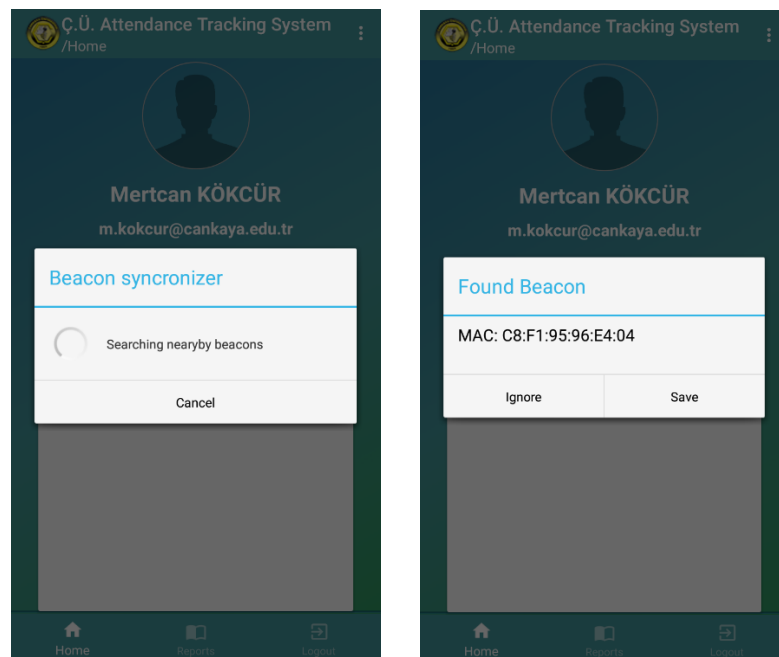 Ç.Ü. Attendance Tracking System
/Home
Mertcan KÖKCÜR
m.kokcur@cankaya.edu.tr
Beacon syncronizer
Searching nearyby beacons
Cancel
Home
Reports
Logout
Ç.Ü. Attendance Tracking System
/Home
Mertcan KÖKCÜR
m.kokcur@cankaya.edu.tr
Found Beacon
MAC: C8:F1:95:96:E4:04
Ignore
Save
Home
Reports
Logout